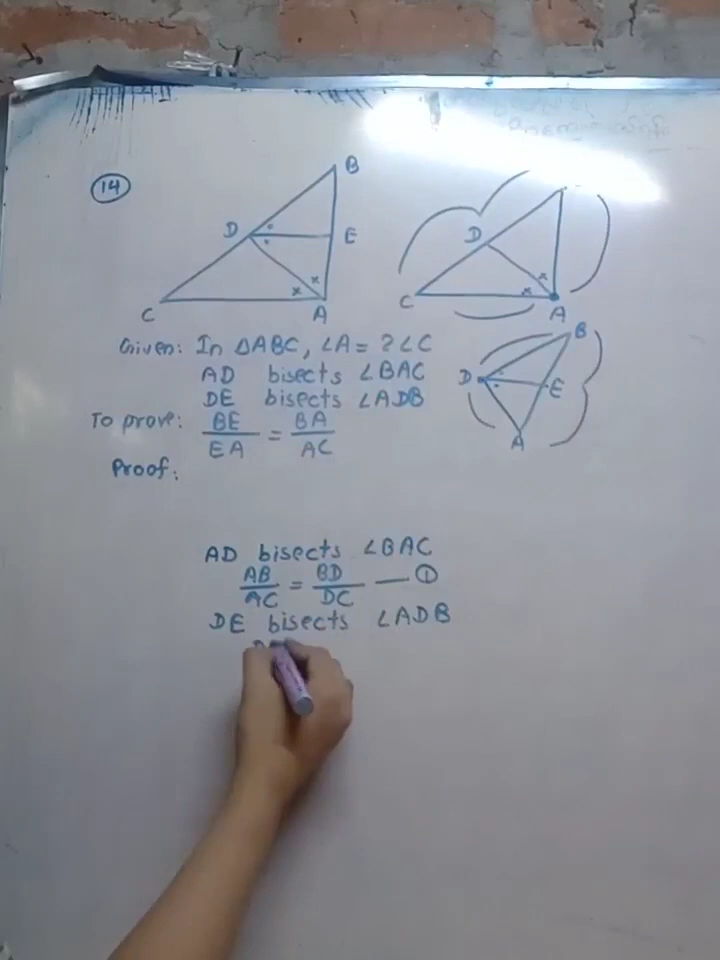 14
B
D
E
C
A
D
C
A
B
D
E
A
Given: In ΔABC, ∠A = 2∠C
AD bisects ∠BAC
DE bisects ∠ADB
To prove: BE/EA = BA/AC
Proof:
AD bisects ∠BAC
AB/AC = BD/DC — ①
DE bisects ∠ADB